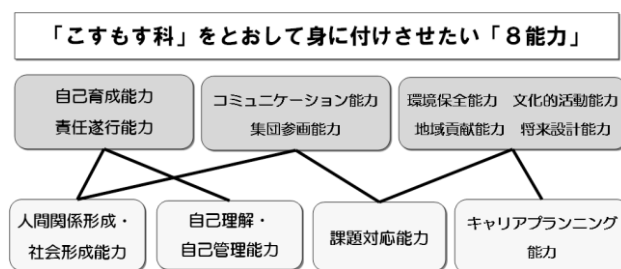 「こすもす科」をとおして身に付けさせたい「８能力」
自己育成能力
責任遂行能力
コミュニケーション能力
集団参画能力
環境保全能力　文化的活動能力
地域貢献能力　将来設計能力
人間関係形成・
社会形成能力
自己理解・
自己管理能力
課題対応能力
キャリアプランニング
能力